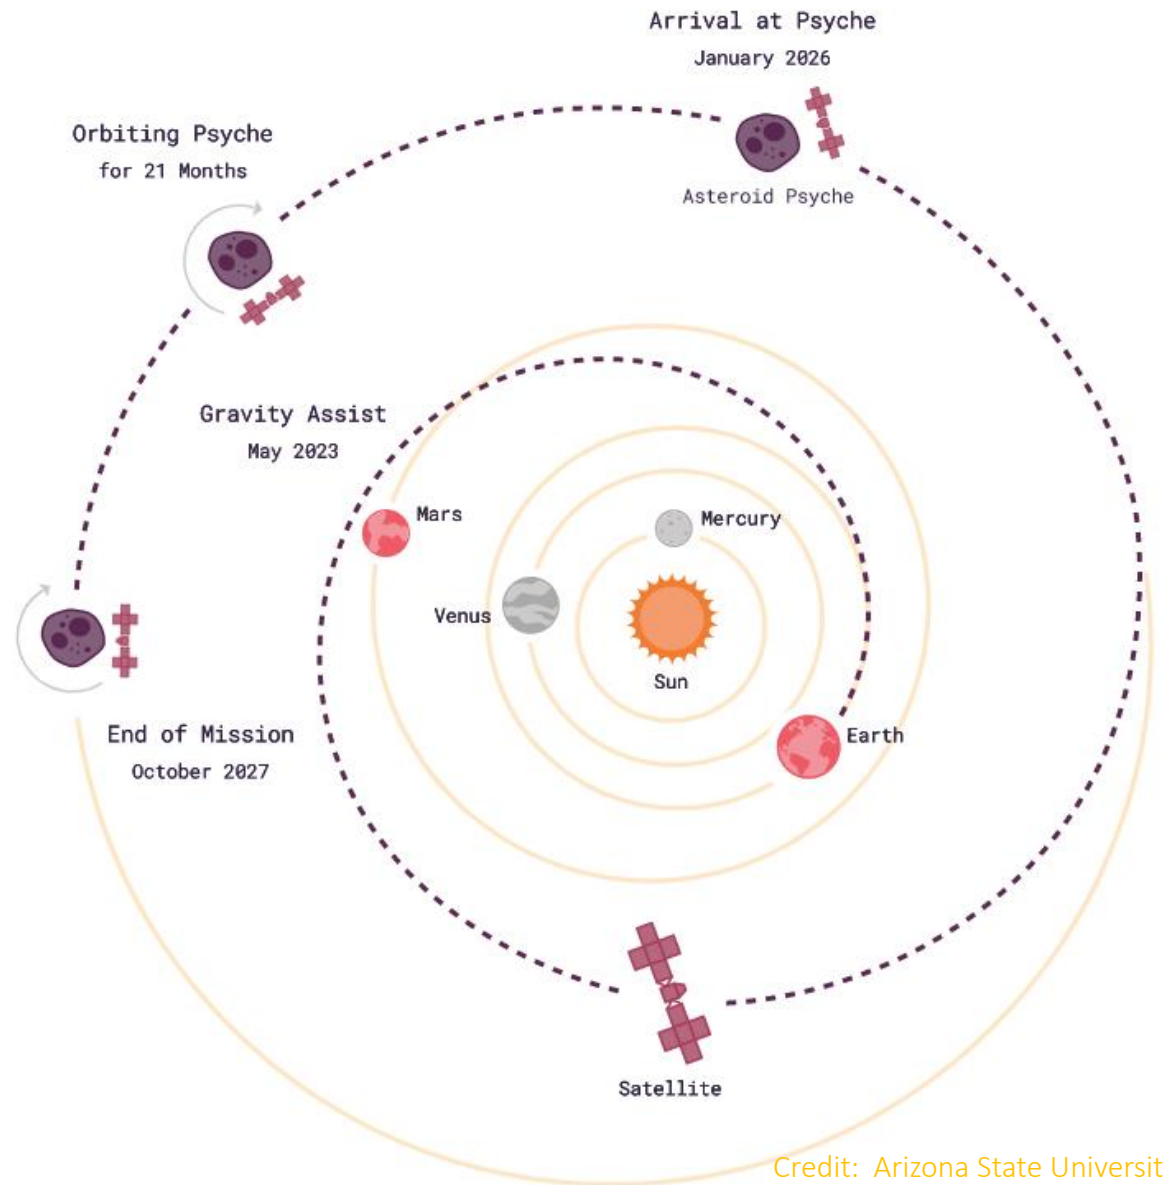 Arrival at Psyche
January 2026
Orbiting Psyche
for 21 Months
Asteroid Psyche
Gravity Assist
May 2023
Mars
Mercury
Venus
Sun
End of Mission
October 2027
Earth
Satellite
Credit:  Arizona State Universit